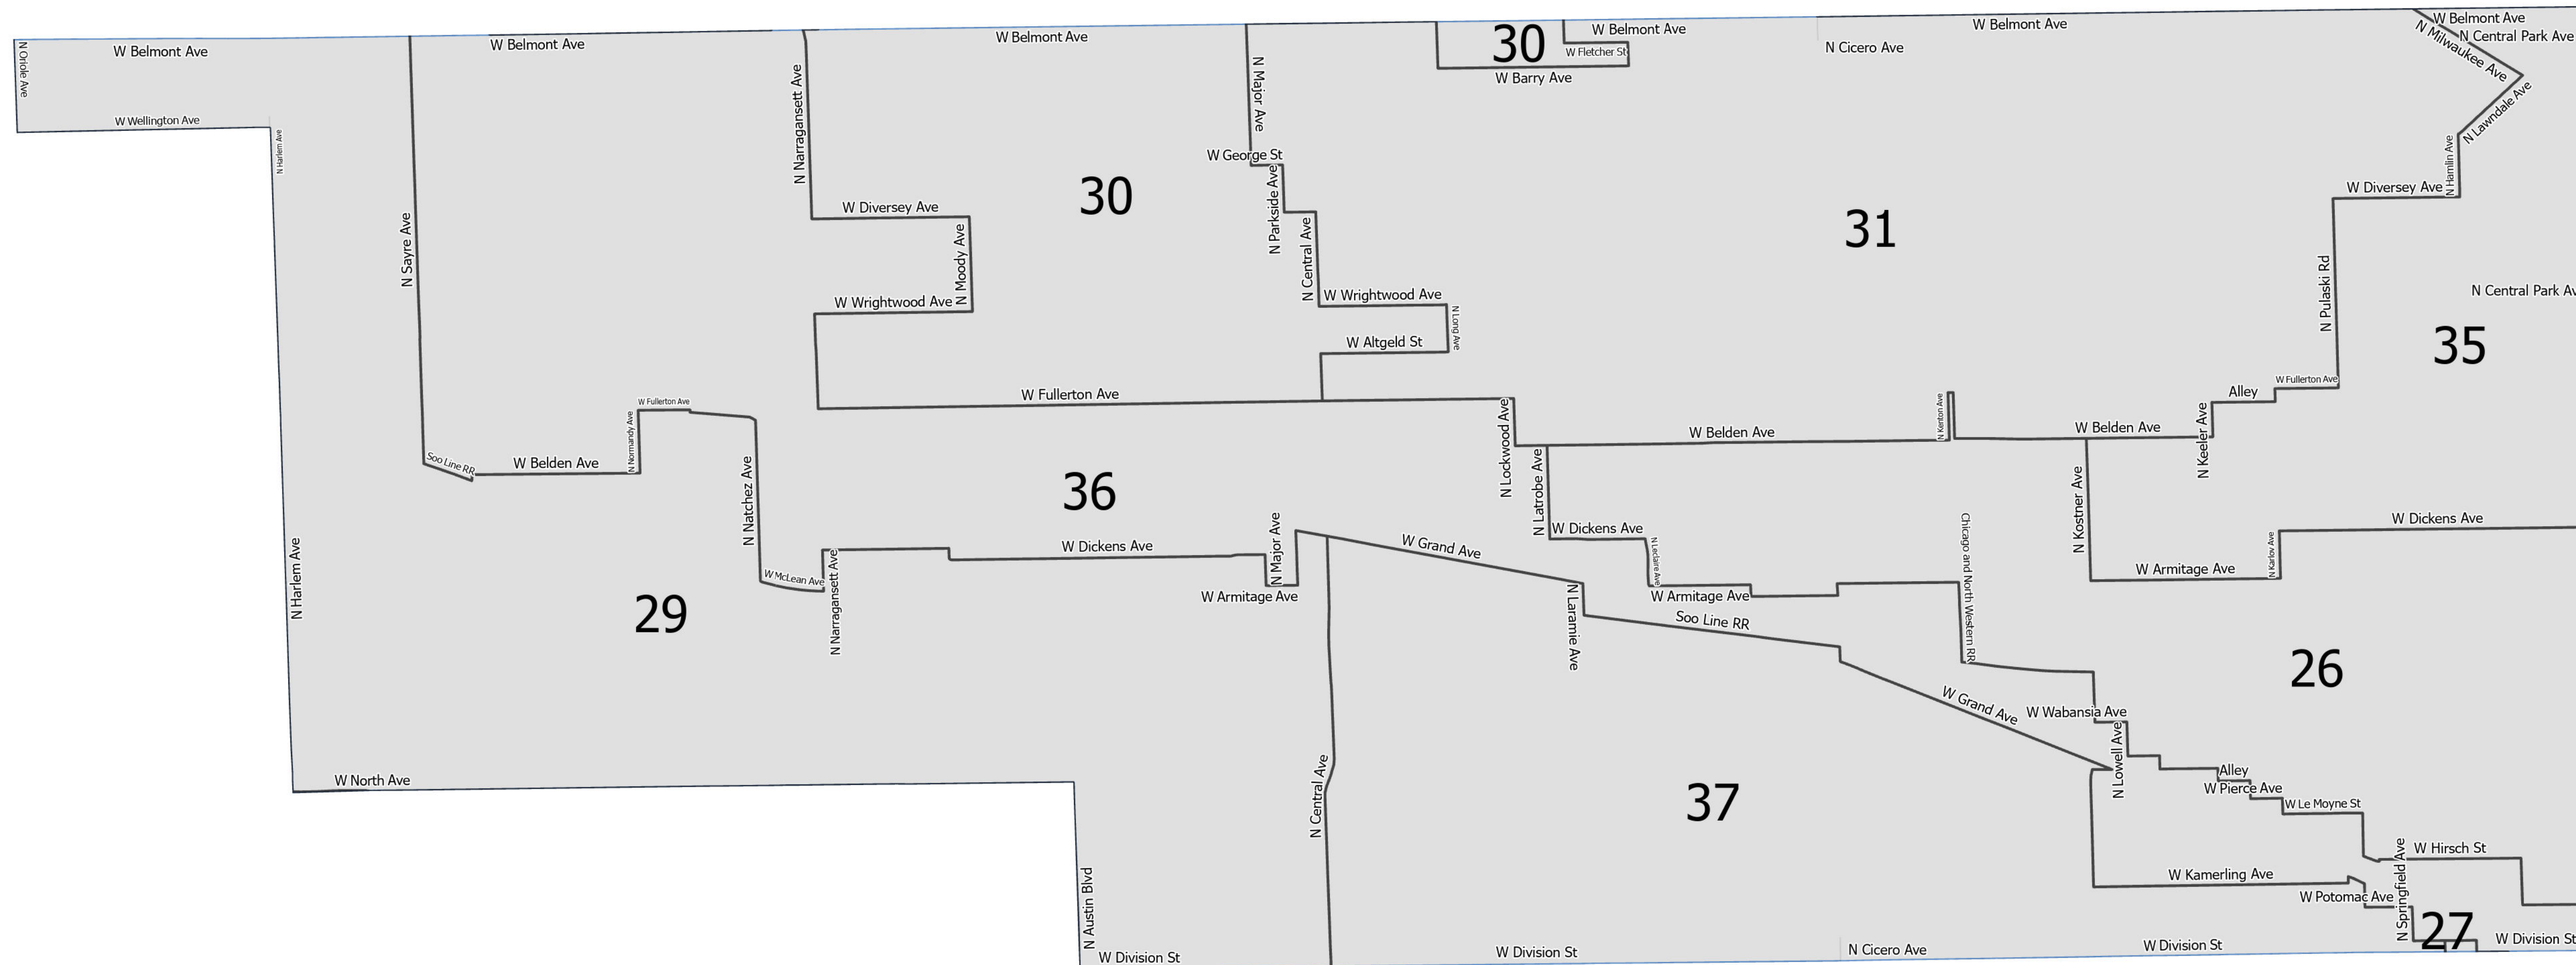 W Belmont Ave
W Belmont Ave
W Belmont Ave
W Belmont Ave
W Belmont Ave
W Belmont Ave
N Central Park Ave
N Oriole Ave
30
W Fletcher St
W Barry Ave
N Cicero Ave
N Milwaukee Ave
N Lawndale Ave
N Hamlin Ave
W Wellington Ave
N Harlem Ave
N Narragansett Ave
N Major Ave
W George St
N Parkside Ave
N Sayre Ave
W Diversey Ave
30
N Moody Ave
N Central Ave
31
W Diversey Ave
N Pulaski Rd
N Central Park Av
35
W Wrightwood Ave
W Wrightwood Ave
N Long Ave
W Altgeld St
W Fullerton Ave
W Fullerton Ave
N Normandy Ave
Soo Line RR
W Belden Ave
N Natchez Ave
36
N Lockwood Ave
W Belden Ave
N Kenton Ave
W Belden Ave
Alley
W Fullerton Ave
N Keeler Ave
N Latrobe Ave
W Dickens Ave
N Leclaire Ave
Chicago and North Western RR
N Kostner Ave
W Dickens Ave
N Karlov Ave
W Armitage Ave
W McLean Ave
N Narragansett Ave
W Dickens Ave
N Major Ave
W Grand Ave
W Armitage Ave
N Laramie Ave
W Armitage Ave
Soo Line RR
N Harlem Ave
29
26
W Grand Ave
W Wabansia Ave
N Lowell Ave
W North Ave
N Central Ave
37
Alley
W Pierce Ave
W Le Moyne St
N Springfield Ave
W Hirsch St
W Kamerling Ave
W Potomac Ave
27
N Austin Blvd
W Division St
W Division St
N Cicero Ave
W Division St
W Division St